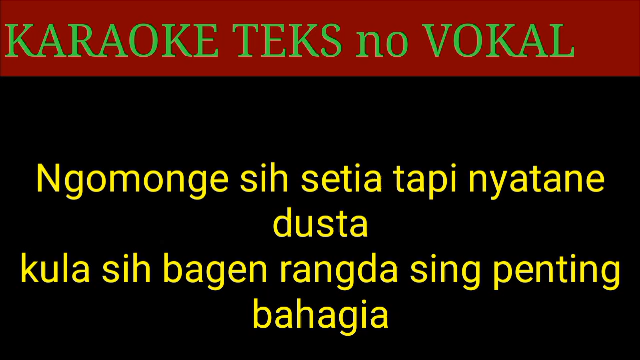 KARAOKE TEKS no VOKAL
Ngomonge sih setia tapi nyatane
dusta
kula sih bagen rangda sing penting
bahagia